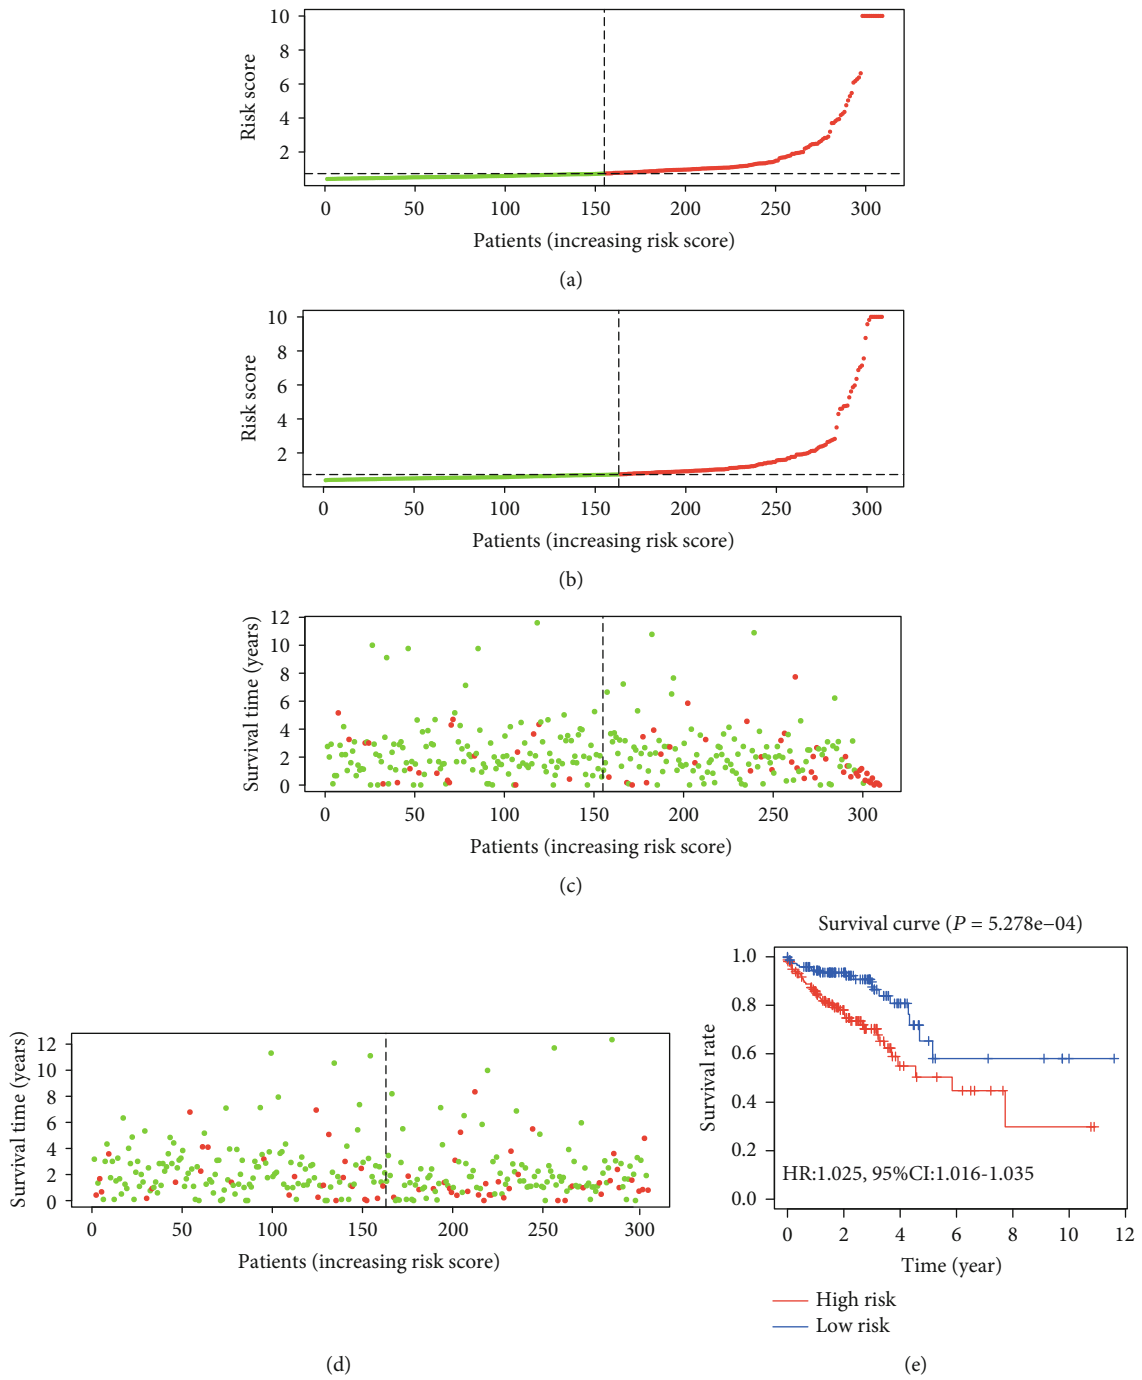 10
8
6
4
2
Risk score
0 50 100 150 200 250 300
Patients (increasing risk score)
(a)
10
8
6
4
2
Risk score
0 50 100 150 200 250 300
Patients (increasing risk score)
(b)
12
10
8
6
4
2
0
Survival time (years)
0 50 100 150 200 250 300
Patients (increasing risk score)
(c)
12
10
8
6
4
2
0
Survival time (years)
0 50 100 150 200 250 300
Patients (increasing risk score)
(d)
Survival curve (P = 5.278e−04)
1.0
0.8
0.6
0.4
0.2
0.0
Survival rate
HR:1.025, 95%CI:1.016-1.035
0 2 4 6 8 10 12
Time (year)
High risk
Low risk
(e)